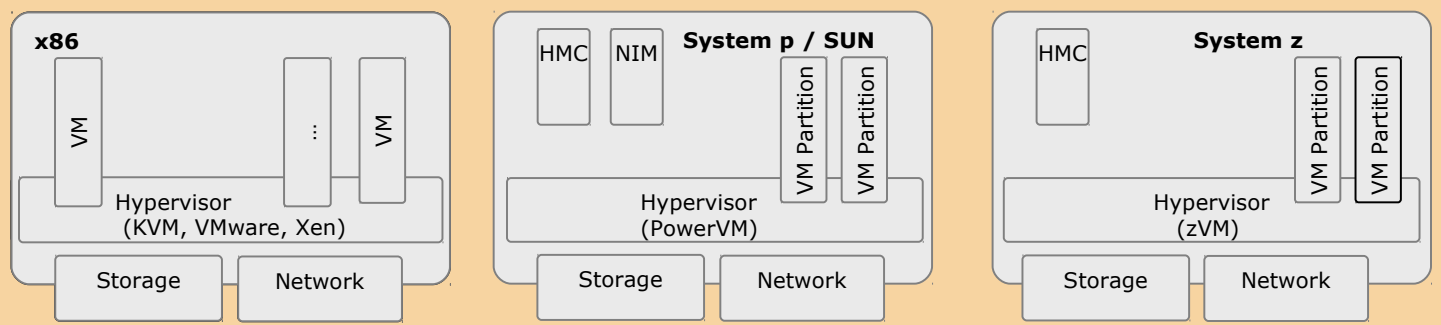 x86
VM
...
VM
Hypervisor
(KVM, VMware, Xen)
Storage
Network
HMC
NIM
System p / SUN
VM Partition
VM Partition
Hypervisor
(PowerVM)
Storage
Network
HMC
System z
VM Partition
VM Partition
Hypervisor
(zVM)
Storage
Network